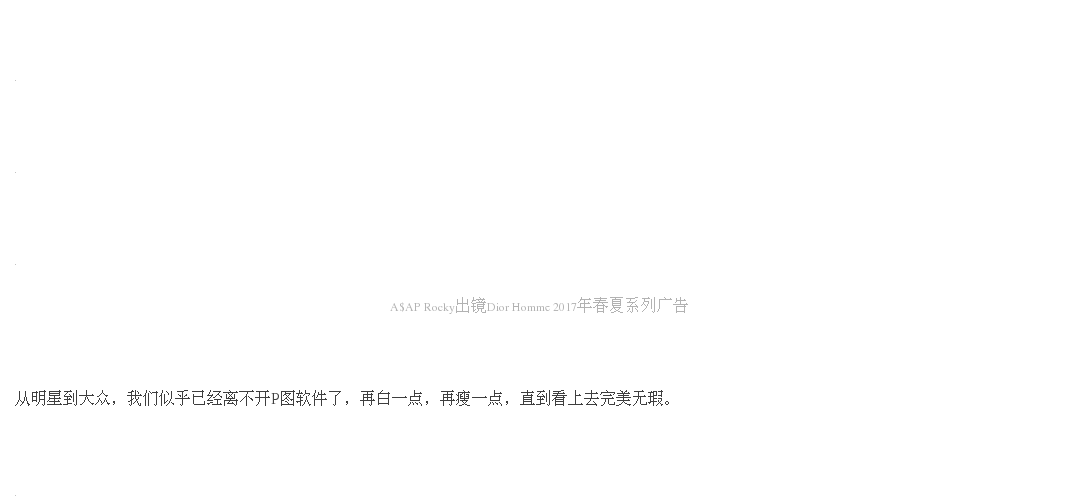 A$AP Rocky出镜Dior Homme 2017年春夏系列广告
从明星到大众，我们似乎已经离不开P图软件了，再白一点，再瘦一点，直到看上去完美无瑕。